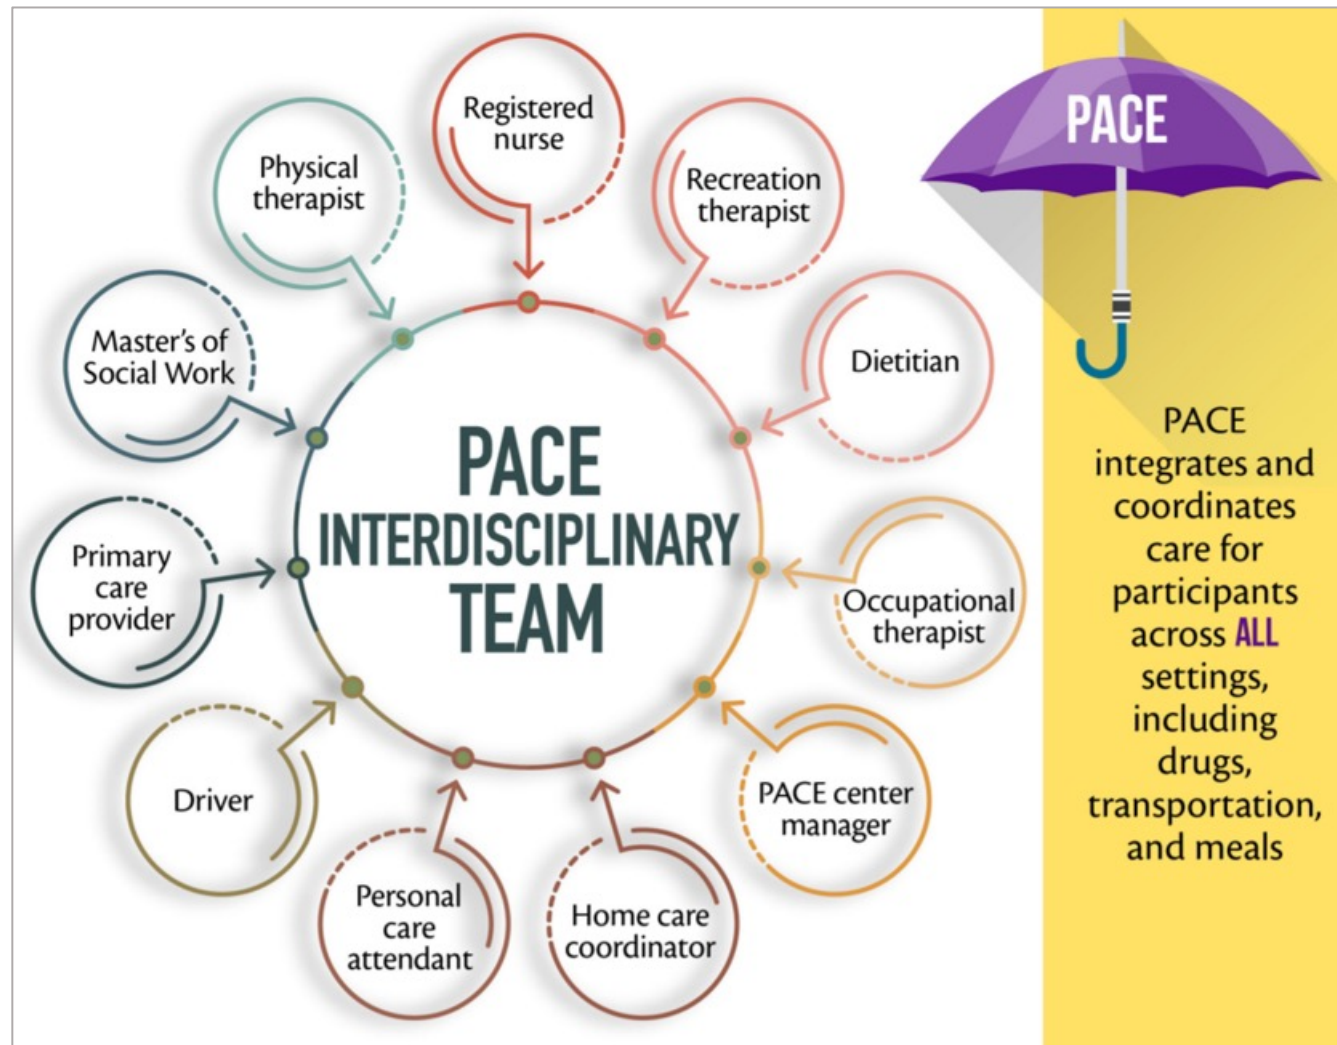 Registered
nurse
Recreation
therapist
Dietitian
Occupational
therapist
PACE center
manager
Home care
coordinator
Personal
care
attendant
Driver
Primary
care
provider
Master's of
Social Work
Physical
therapist
PACE
INTERDISCIPLINARY
TEAM
PACE
PACE
integrates and
coordinates
care for
participants
across ALL
settings,
including
drugs,
transportation,
and meals